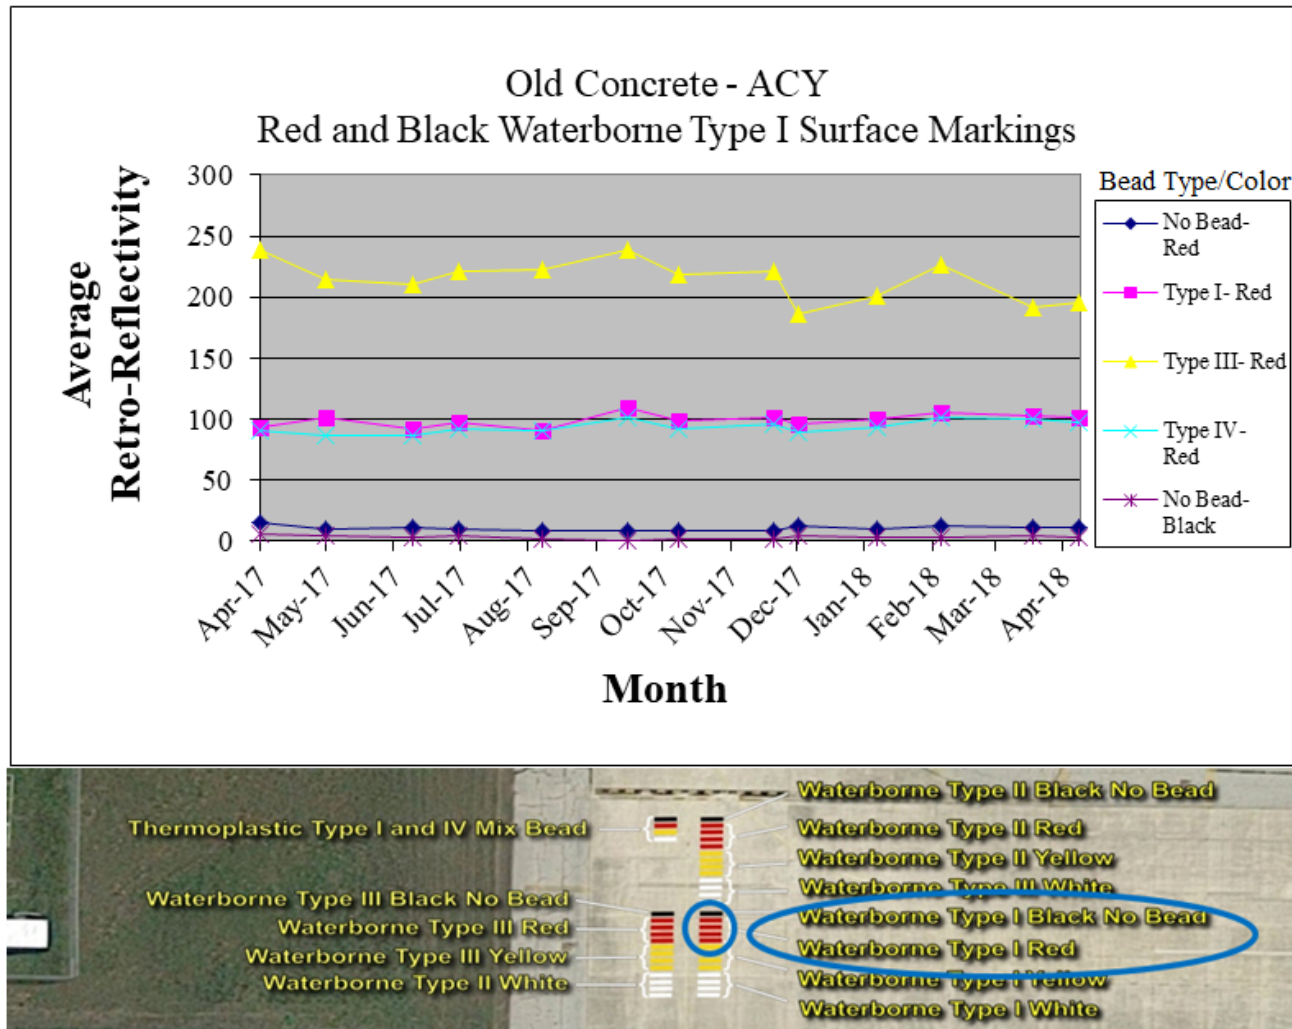 Old Concrete - ACY
Red and Black Waterborne Type I Surface Markings
Average
Retro-Reflectivity
300
250
200
150
100
50
0
Apr-17
May-17
Jun-17
Jul-17
Aug-17
Sep-17
Oct-17
Nov-17
Dec-17
Jan-18
Feb-18
Mar-18
Apr-18
Month
Bead Type/Color
No Bead-
Red
Type I- Red
Type III- Red
Type IV-
Red
No Bead-
Black
Thermoplastic Type I and IV Mix Bead
Waterborne Type III Black No Bead
Waterborne Type III Red
Waterborne Type III Yellow
Waterborne Type II White
Waterborne Type II Black No Bead
Waterborne Type II Red
Waterborne Type II Yellow
Waterborne Type III White
Waterborne Type I Black No Bead
Waterborne Type I Red
Waterborne Type I Yellow
Waterborne Type I White